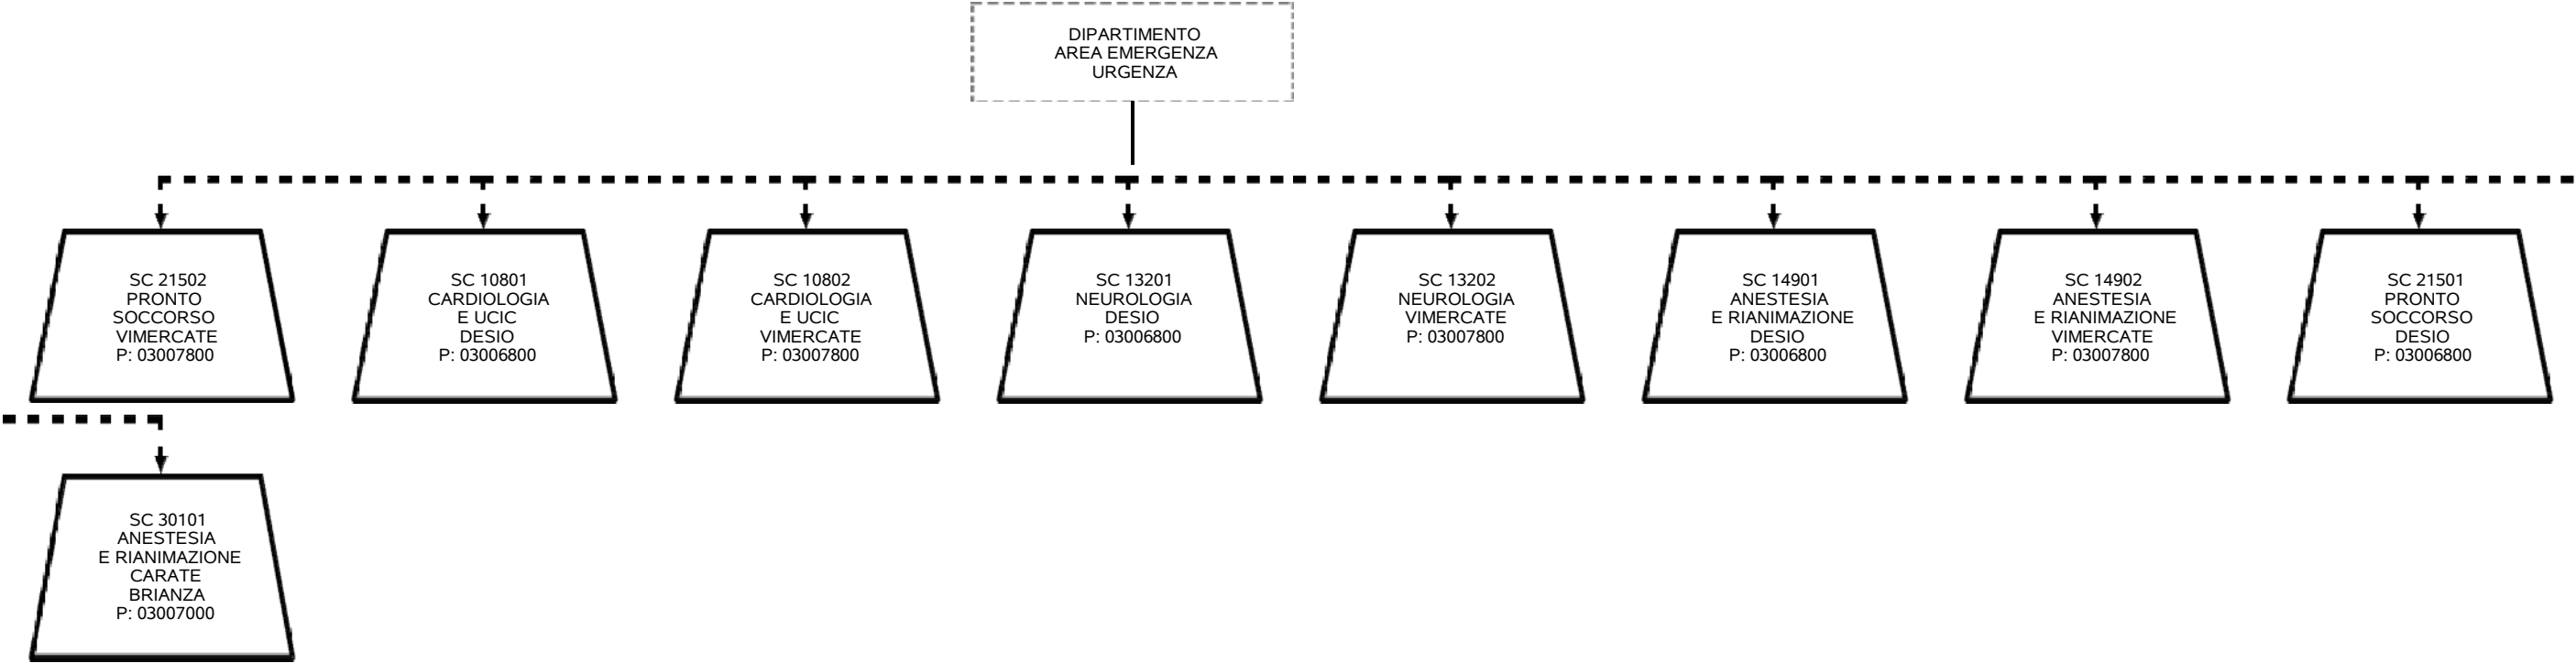 DIPARTIMENTO
AREA EMERGENZA
URGENZA
SC 21502
PRONTO
SOCCORSO
VIMERCATE
P: 03007800
SC 10801
CARDIOLOGIA
E UCIC
DESIO
P: 03006800
SC 10802
CARDIOLOGIA
E UCIC
VIMERCATE
P: 03007800
SC 13201
NEUROLOGIA
DESIO
P: 03006800
SC 13202
NEUROLOGIA
VIMERCATE
P: 03007800
SC 14901
ANESTESIA
E RIANIMAZIONE
DESIO
P: 03006800
SC 14902
ANESTESIA
E RIANIMAZIONE
VIMERCATE
P: 03007800
SC 21501
PRONTO
SOCCORSO
DESIO
P: 03006800
SC 30101
ANESTESIA
E RIANIMAZIONE
CARATE
BRIANZA
P: 03007000